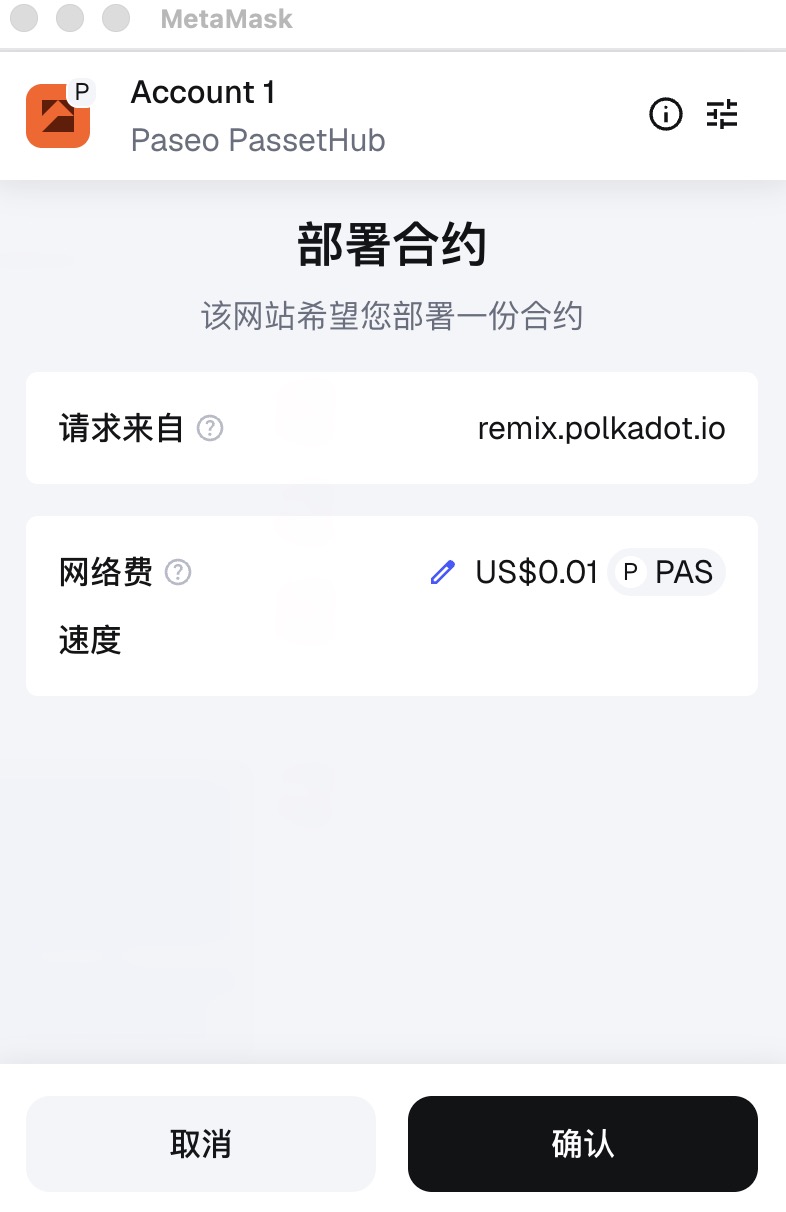 MetaMask
P
Account 1
Paseo PassetHub
部署合约
该网站希望您部署一份合约
请求来自 remix.polkadot.io
网络费 US$0.01 P PAS
速度
取消 确认